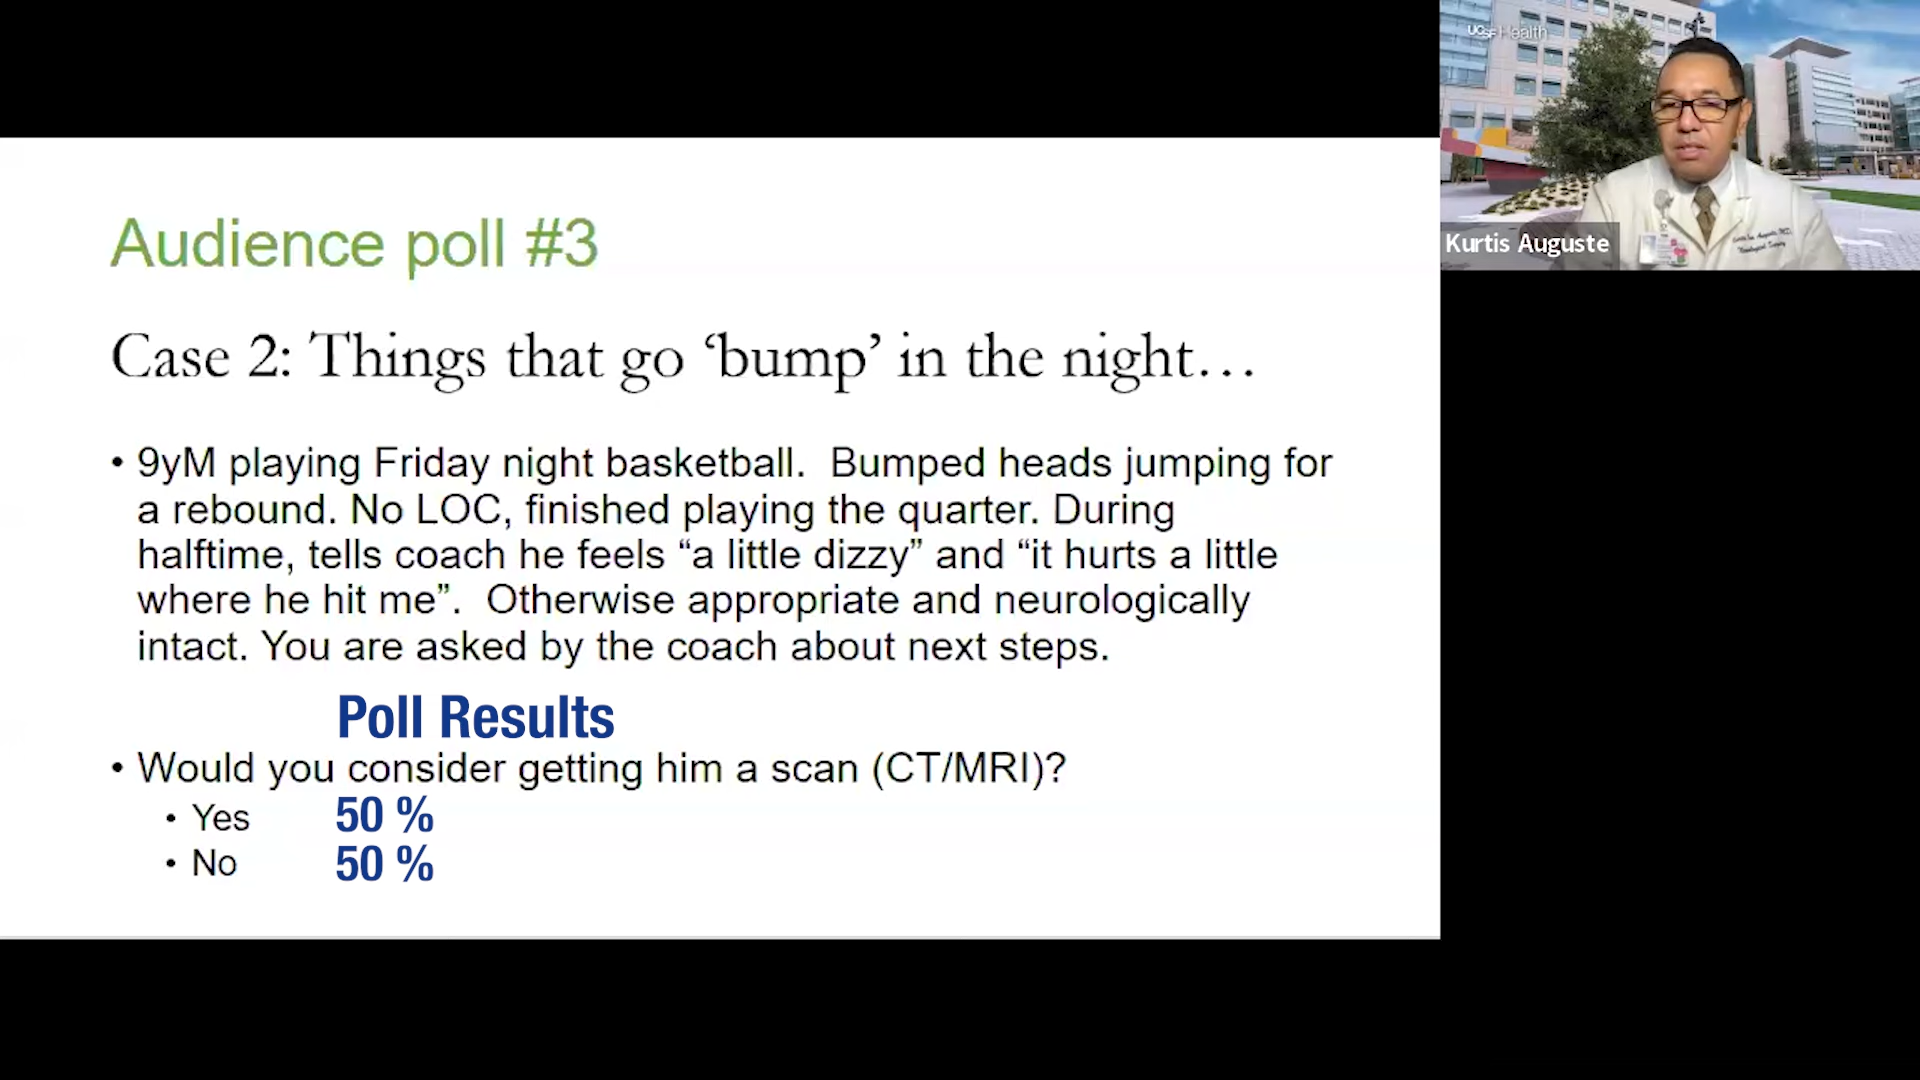 Audience poll #3
Case 2: Things that go ‘bump’ in the night…
• 9yM playing Friday night basketball.  Bumped heads jumping for
a rebound. No LOC, finished playing the quarter. During
halftime, tells coach he feels “a little dizzy” and “it hurts a little
where he hit me”.  Otherwise appropriate and neurologically
intact. You are asked by the coach about next steps.
Poll Results
• Would you consider getting him a scan (CT/MRI)?
• Yes 50 %
• No 50 %
UCSF Health
Kurtis Auguste